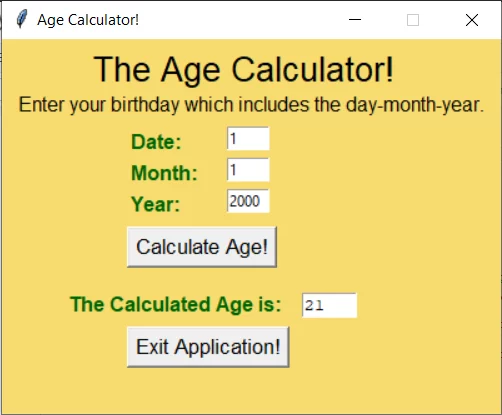 Age Calculator!
The Age Calculator!
Enter your birthday which includes the day-month-year.
Date: 1
Month: 1
Year: 2000
Calculate Age!
The Calculated Age is: 21
Exit Application!